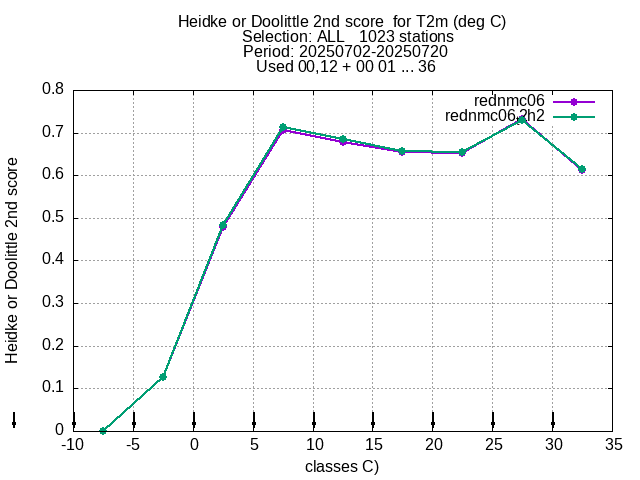 Heidke or Doolittle 2nd score  for T2m (deg C)
Selection: ALL   1023 stations
Period: 20250702-20250720
Used 00,12 + 00 01 ... 36
rednmc06
Heidke or Doolittle 2nd score
0.8
0.7
0.6
0.5
0.4
0.3
0.2
0.1
0
-10
-5
0
5
10
15
20
25
30
35
classes C)